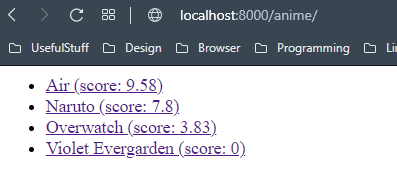 localhost:8000/anime/
UsefulStuff Design Browser Programming
Air (score: 9.58)
Naruto (score: 7.8)
Overwatch (score: 3.83)
Violet Evergarden (score: 0)